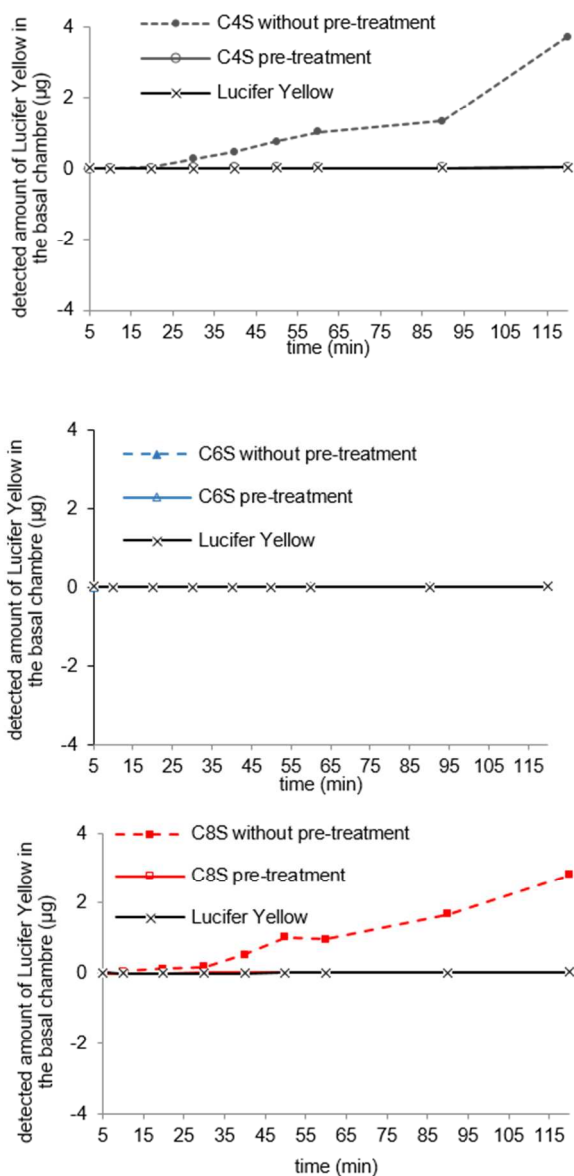 detected amount of Lucifer Yellow in
the basal chambre (µg)
4
2
0
-2
-4
C4S without pre-treatment
C4S pre-treatment
Lucifer Yellow
5 15 25 35 45 55 65 75 85 95 105 115
time (min)
detected amount of Lucifer Yellow in
the basal chambre (µg)
4
2
0
-2
-4
C6S without pre-treatment
C6S pre-treatment
Lucifer Yellow
5 15 25 35 45 55 65 75 85 95 105 115
time (min)
detected amount of Lucifer Yellow in
the basal chambre (µg)
4
2
0
-2
-4
C8S without pre-treatment
C8S pre-treatment
Lucifer Yellow
5 15 25 35 45 55 65 75 85 95 105 115
time (min)